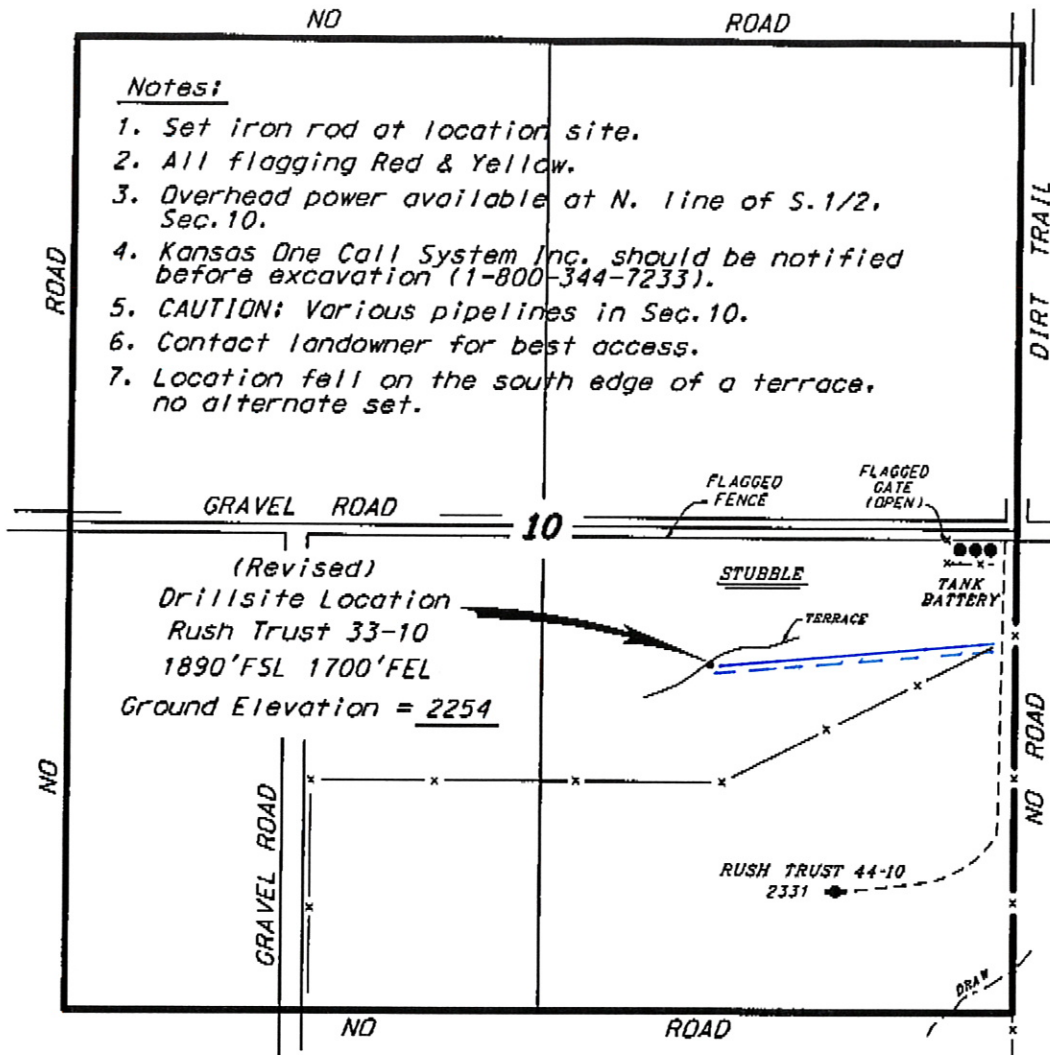 NO ROAD
Notes:
1. Set iron rod at location site.
2. All flagging Red & Yellow.
3. Overhead power available at N. line of S.1/2,
Sec.10.
4. Kansas One Call System Inc. should be notified
before excavation (1-800-344-7233).
5. CAUTION: Various pipelines in Sec.10.
6. Contact landowner for best access.
7. Location fell on the south edge of a terrace,
no alternate set.
ROAD
DIRT TRAIL
GRAVEL ROAD
10
FLAGGED
FENCE
FLAGGED
GATE
(OPEN)
(Revised)
Drillsite Location
Rush Trust 33-10
1890'FSL 1700'FEL
Ground Elevation = 2254
STUBBLE
TANK
BATTERY
TERRACE
NO
NO ROAD
GRAVEL ROAD
RUSH TRUST 44-10
2331
DRAW
NO ROAD